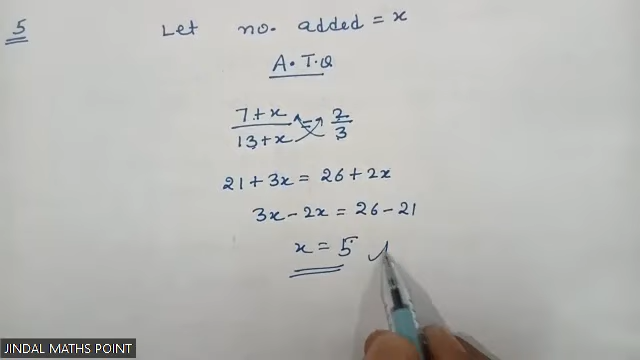 5 Let no. added = x
A.T.Q
7+x/13+x = 2/3
21 + 3x = 26 + 2x
3x - 2x = 26 - 21
x = 5 ✓
JINDAL MATHS POINT